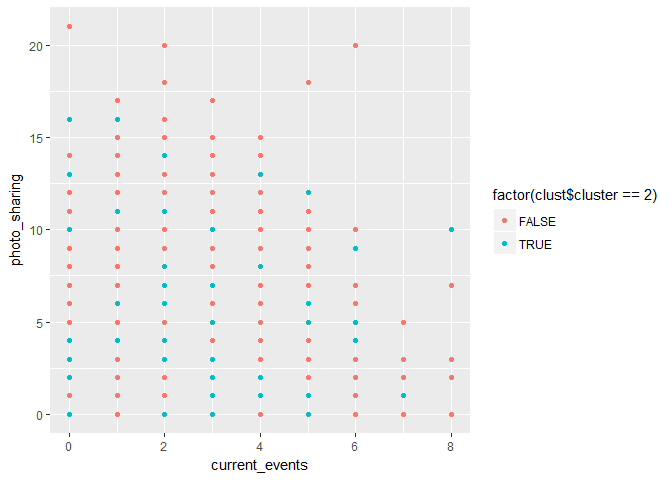 20
15
10
5
0
photo_sharing
0
2
4
6
8
current_events
factor(clust$cluster == 2)
FALSE
TRUE